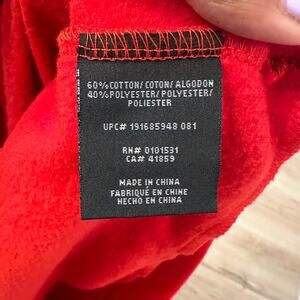 60%COTTON/ COTON/ ALGODON
40%POLYESTER/ POLYESTER/
POLIESTER
UPC# 191685948 081
RN# 0101531
CA# 41859
MADE IN CHINA
FABRIQUÉ EN CHINE
HECHO EN CHINA